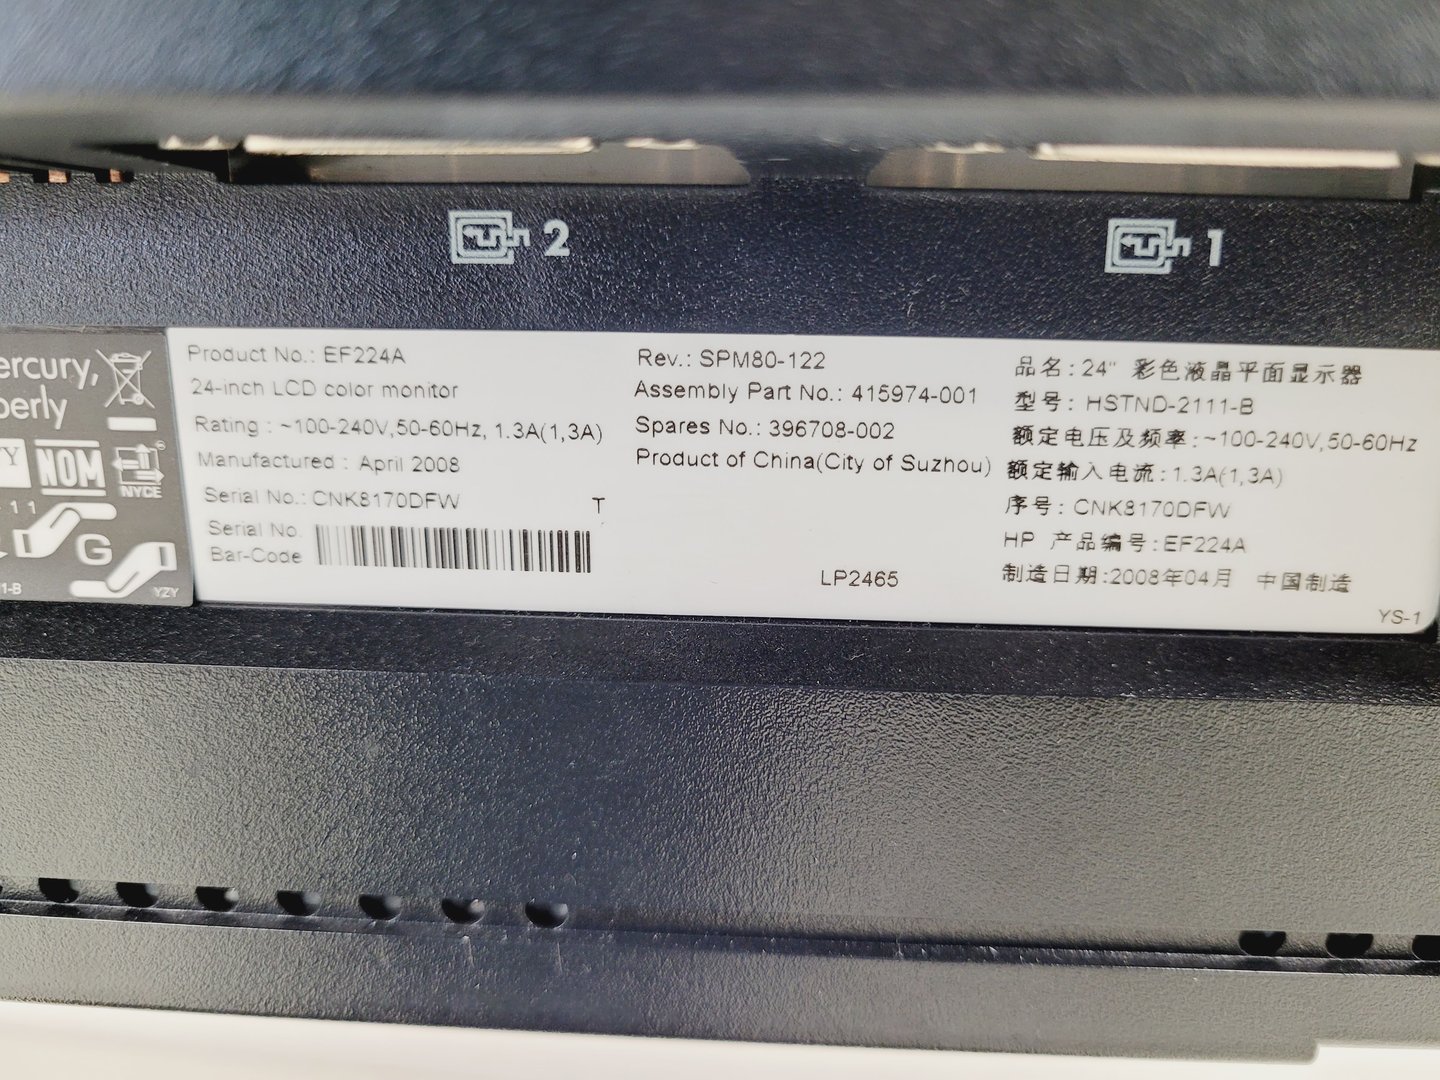 2
1
ercury,
perly
NOM
NYCE
G
YZY
1-B
Product No.: EF224A
24-inch LCD color monitor
Rating : ~100-240V,50-60Hz, 1.3A(1,3A)
Manufactured : April 2008
Serial No.: CNK8170DFW
T
Serial No.
Bar-Code
Rev.: SPM80-122
Assembly Part No.: 415974-001
Spares No.: 396708-002
Product of China(City of Suzhou)
LP2465
品名: 24" 彩色液晶平面显示器
型号: HSTND-2111-B
额定电压及频率:~100-240V,50-60Hz
额定输入电流:1.3A(1,3A)
序号: CNK8170DFW
HP 产品编号:EF224A
制造日期:2008年04月 中国制造
YS-1